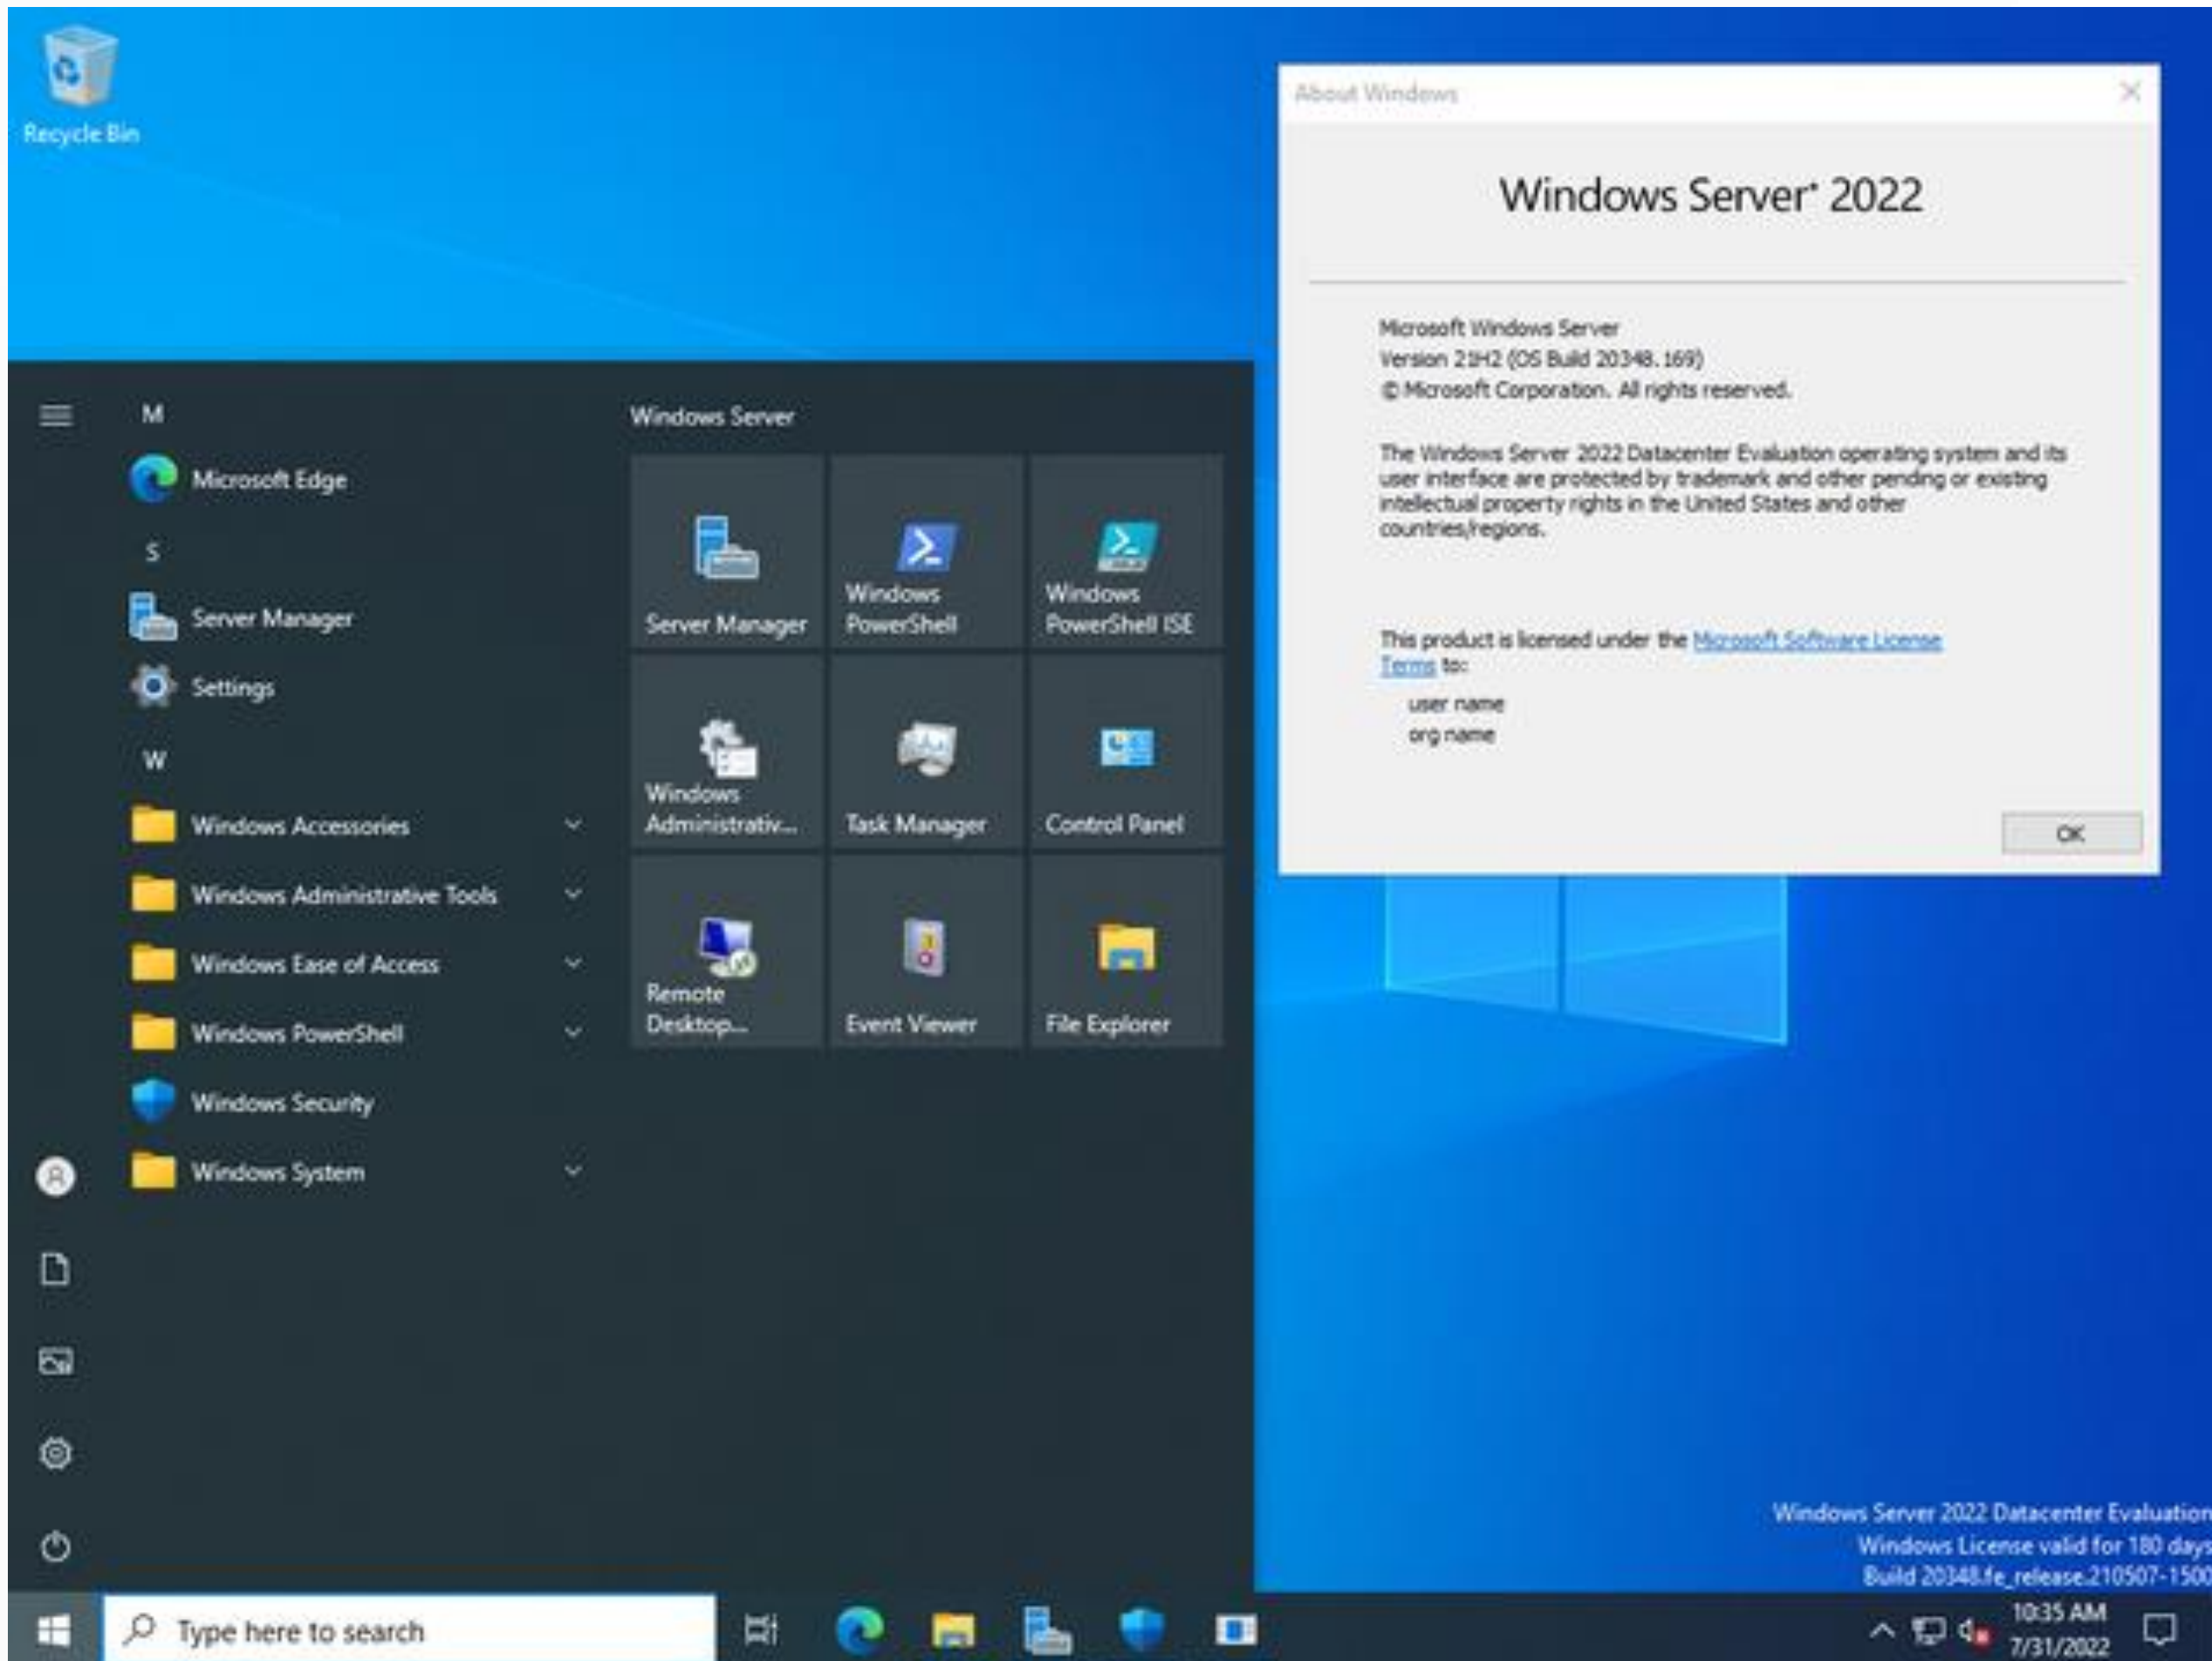 Recycle Bin
About Windows
Windows Server® 2022
Microsoft Windows Server
Version 21H2 (OS Build 20348.169)
© Microsoft Corporation. All rights reserved.
The Windows Server 2022 Datacenter Evaluation operating system and its
user interface are protected by trademark and other pending or existing
intellectual property rights in the United States and other
countries/regions.
This product is licensed under the Microsoft Software License
Terms to:
user name
org name
OK
M
Microsoft Edge
S
Server Manager
Settings
W
Windows Accessories
Windows Administrative Tools
Windows Ease of Access
Windows PowerShell
Windows Security
Windows System
Windows Server
Server Manager
Windows
PowerShell
Windows
PowerShell ISE
Windows
Administrativ...
Task Manager
Control Panel
Remote
Desktop...
Event Viewer
File Explorer
Windows Server 2022 Datacenter Evaluation
Windows License valid for 180 days
Build 20348.fe_release.210507-1500
Type here to search
10:35 AM
7/31/2022